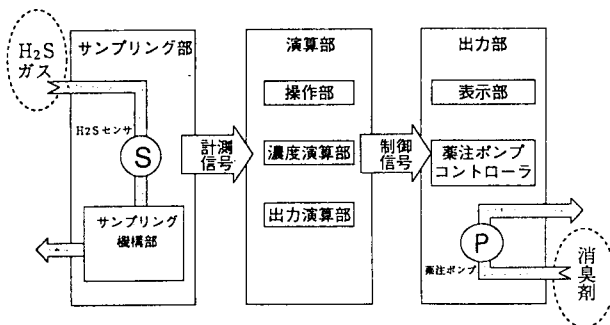 H2S
ガス
サンプリング部
H2Sセンサ
S
サンプリング
機構部
計測
信号
演算部
操作部
濃度演算部
出力演算部
制御
信号
出力部
表示部
薬注ポンプ
コントローラ
P
薬注ポンプ
消臭剤